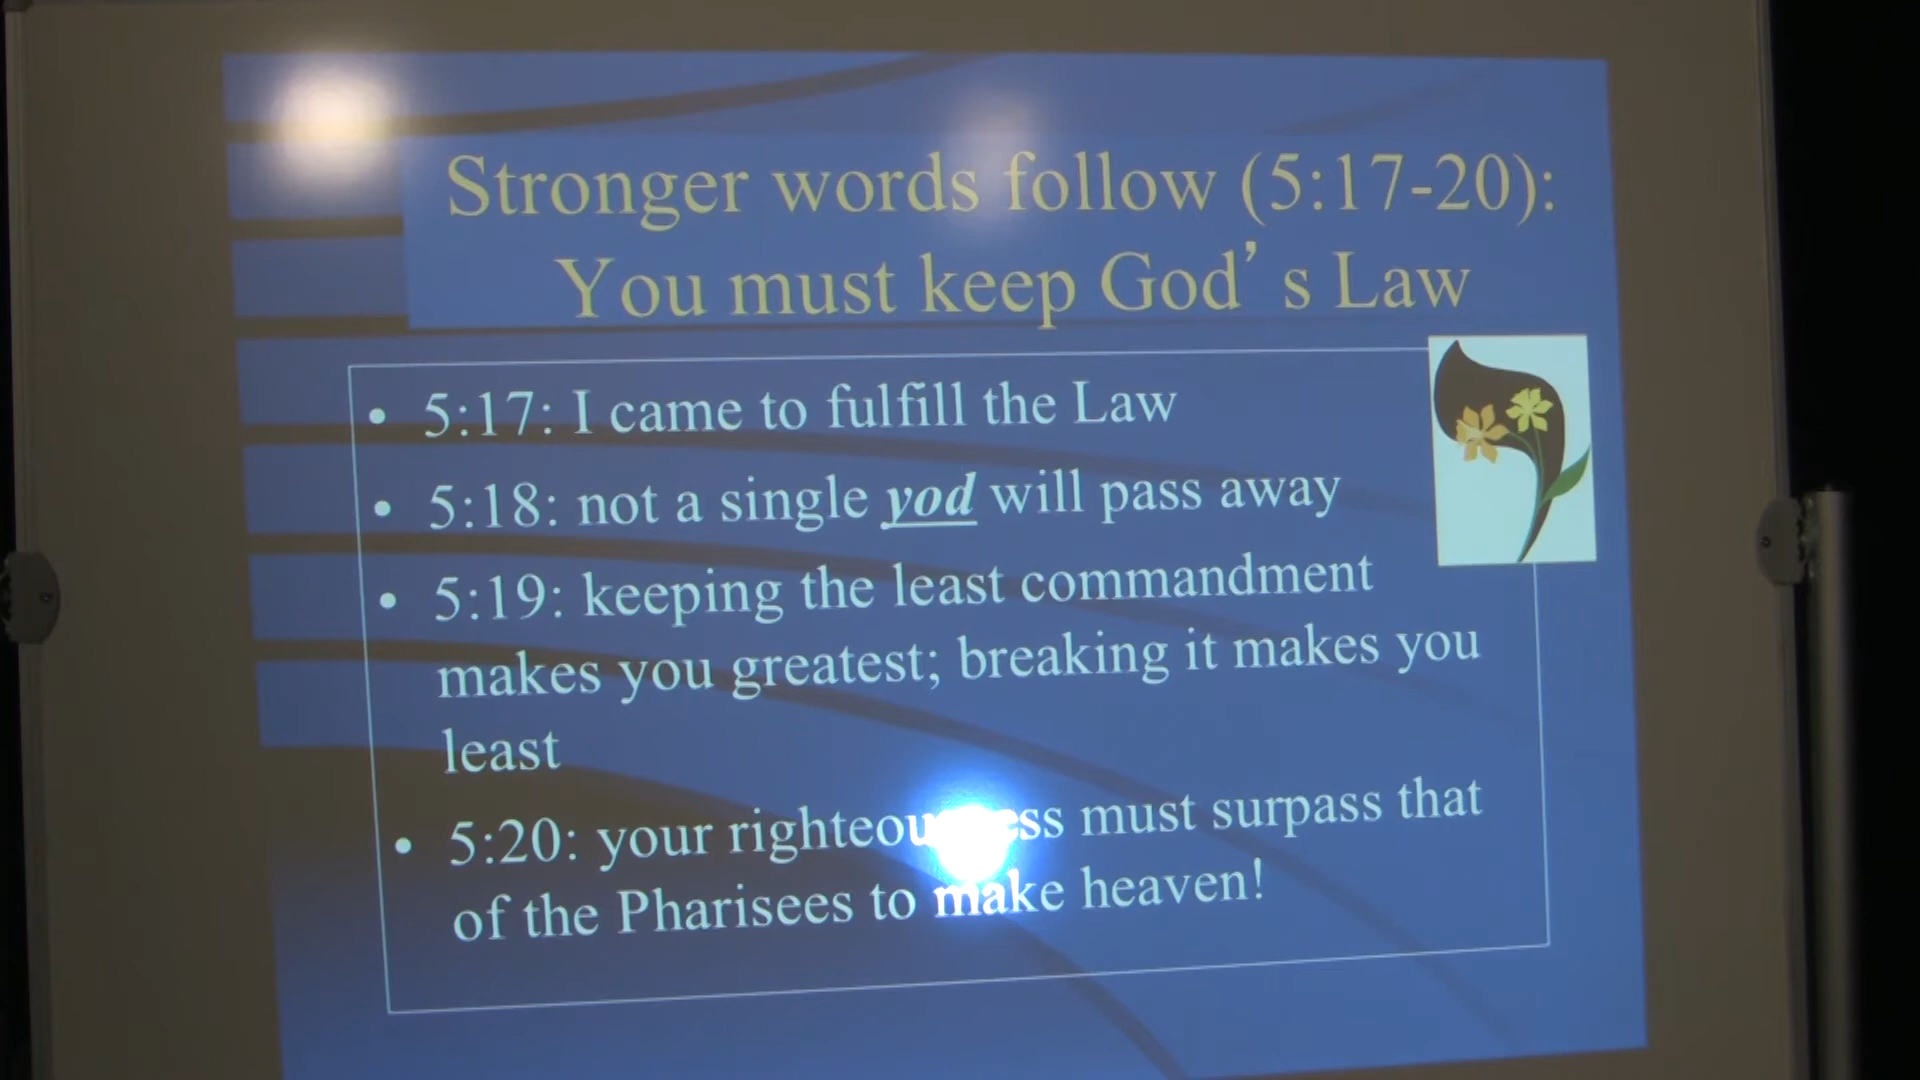 Stronger words follow (5:17-20):
You must keep God's Law
• 5:17: I came to fulfill the Law
• 5:18: not a single yod will pass away
• 5:19: keeping the least commandment
makes you greatest; breaking it makes you
least
• 5:20: your righteousness must surpass that
of the Pharisees to make heaven!